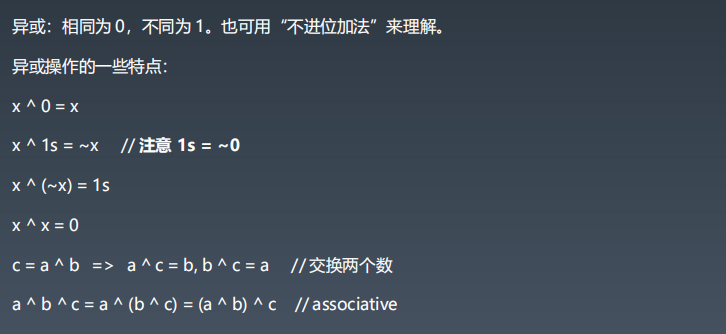 异或：相同为 0，不同为 1。也可用“不进位加法”来理解。
异或操作的一些特点：
x ^ 0 = x
x ^ 1s = ~x // 注意 1s = ~0
x ^ (~x) = 1s
x ^ x = 0
c = a ^ b => a ^ c = b, b ^ c = a // 交换两个数
a ^ b ^ c = a ^ (b ^ c) = (a ^ b) ^ c // associative